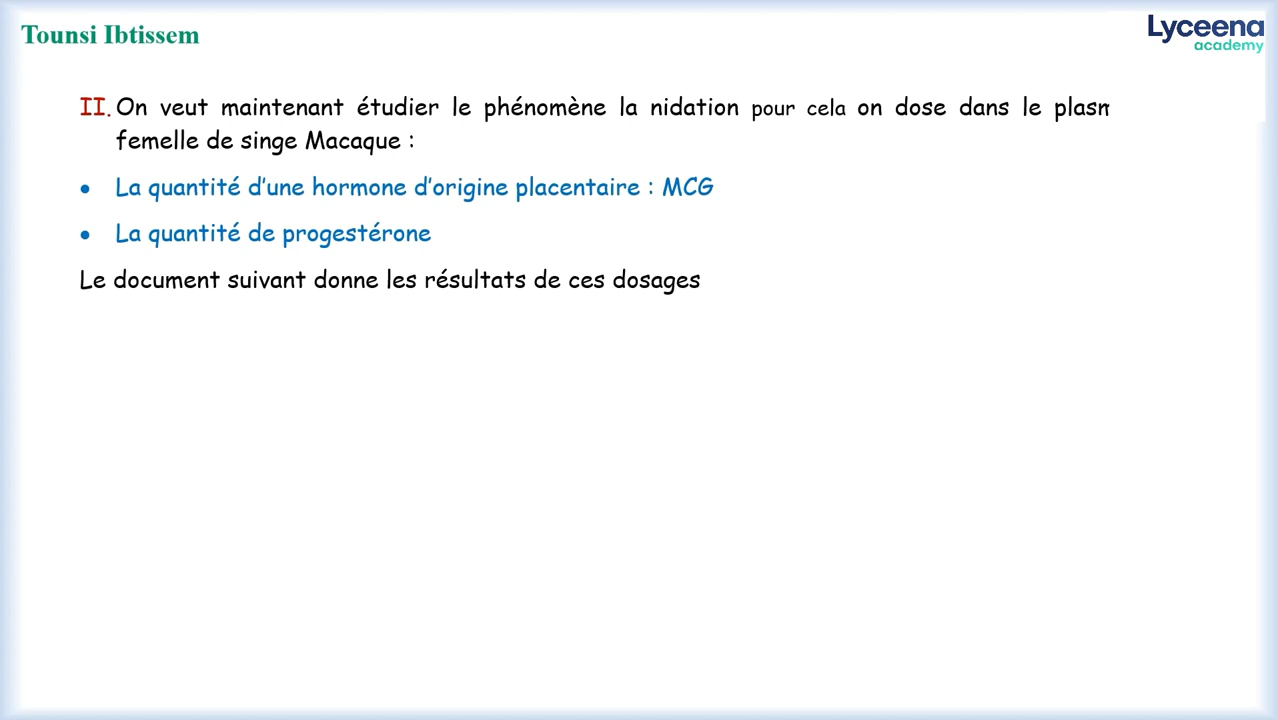 Tounsi Ibtissem
Lyceena
academy
II. On veut maintenant étudier le phénomène la nidation pour cela on dose dans le
femelle de singe Macaque :
• La quantité d'une hormone d'origine placentaire : MCG
• La quantité de progestérone
Le document suivant donne les résultats de ces dosages